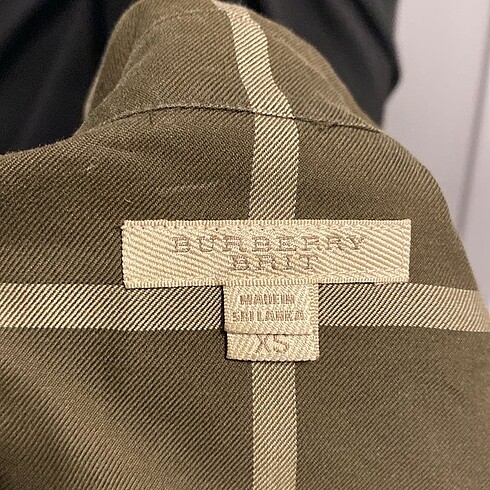 BURBERRY
BRIT
MADE IN
SRI LANKA
XS